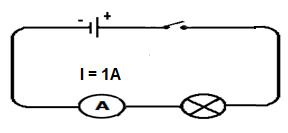 - +
I = 1A
A